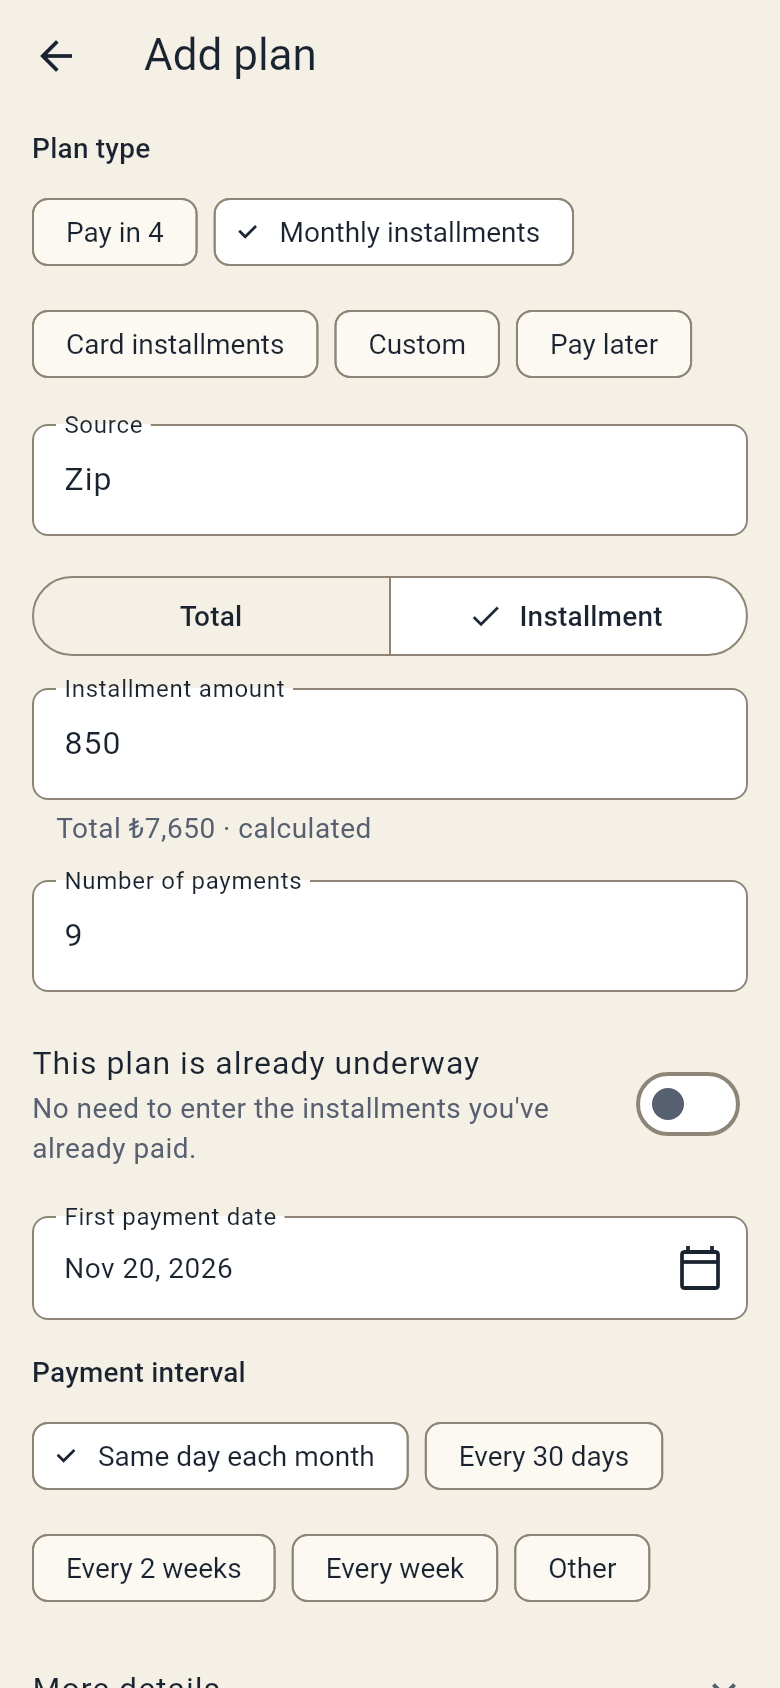 Add plan
Plan type
Pay in 4
Monthly installments
Card installments
Custom
Pay later
Source
Zip
Total
Installment
Installment amount
850
Total ₺7,650 · calculated
Number of payments
9
This plan is already underway
No need to enter the installments you've
already paid.
First payment date
Nov 20, 2026
Payment interval
Same day each month
Every 30 days
Every 2 weeks
Every week
Other
More details